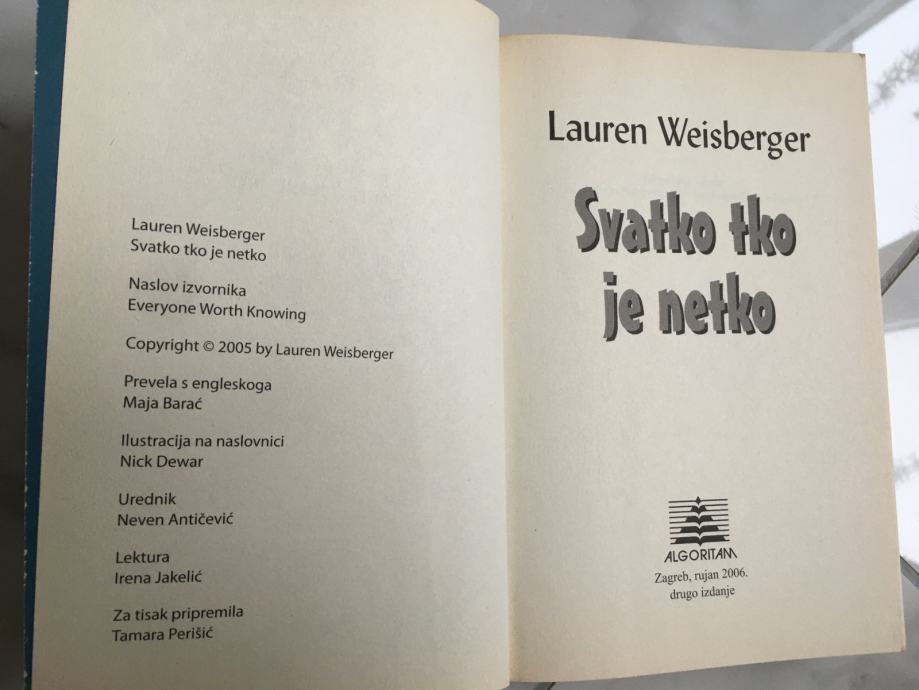 Lauren Weisberger
Svatko tko je netko
Naslov izvornika
Everyone Worth Knowing
Copyright © 2005 by Lauren Weisberger
Prevela s engleskoga
Maja Barać
Ilustracija na naslovnici
Nick Dewar
Urednik
Neven Antičević
Lektura
Irena Jakelić
Za tisak pripremila
Tamara Perišić
Lauren Weisberger
Svatko tko
je netko
ALGORITAM
Zagreb, rujan 2006.
drugo izdanje